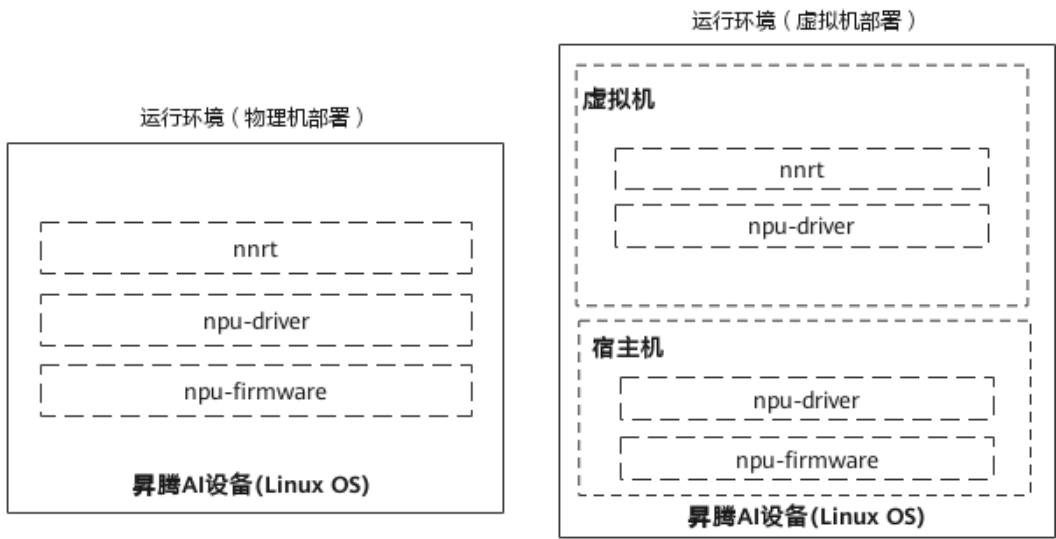 运行环境（物理机部署）
nnrt
npu-driver
npu-firmware
昇腾AI设备(Linux OS)
运行环境（虚拟机部署）
虚拟机
nnrt
npu-driver
宿主机
npu-driver
npu-firmware
昇腾AI设备(Linux OS)